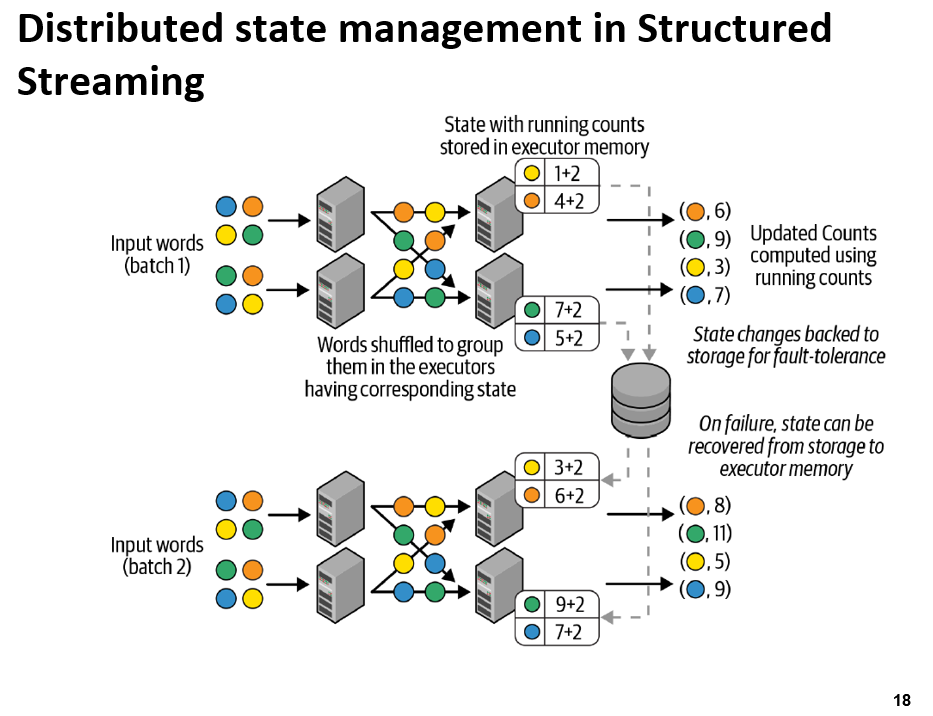 Distributed state management in Structured
Streaming
State with running counts
stored in executor memory
1+2
4+2
Input words
(batch 1)
(, 6)
(, 9)
(, 3)
(, 7)
Updated Counts
computed using
running counts
7+2
5+2
Words shuffled to group
them in the executors
having corresponding state
State changes backed to
storage for fault-tolerance
On failure, state can be
recovered from storage to
executor memory
3+2
6+2
Input words
(batch 2)
(, 8)
(, 11)
(, 5)
(, 9)
9+2
7+2
18